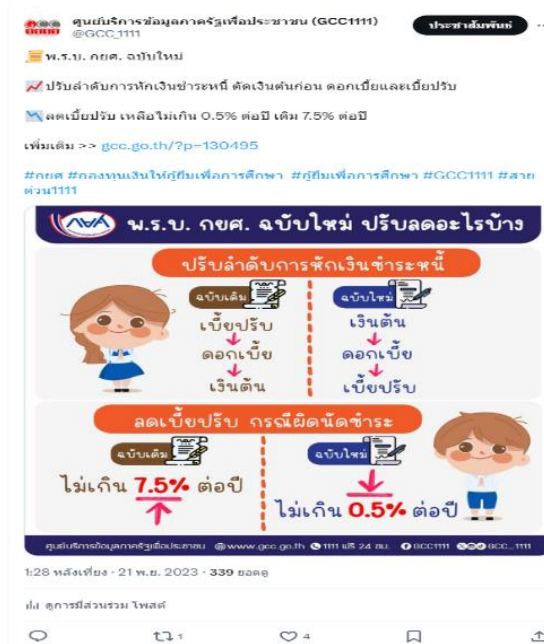 ศูนย์บริการข้อมูลภาครัฐเพื่อประชาชน (GCC1111)
@GCC_1111
ประชาสัมพันธ์
พ.ร.บ. กยศ. ฉบับใหม่
ปรับลำดับการหักเงินชำระหนี้ ตัดเงินต้นก่อน ดอกเบี้ยและเบี้ยปรับ
ลดเบี้ยปรับ เหลือไม่เกิน 0.5% ต่อปี เดิม 7.5% ต่อปี
เพิ่มเติม >> gcc.go.th/?p=130495
#กยศ #กองทุนเงินให้กู้ยืมเพื่อการศึกษา #กู้ยืมเพื่อการศึกษา #GCC1111 #สาย
ด่วน1111
กยศ พ.ร.บ. กยศ. ฉบับใหม่ ปรับลดอะไรบ้าง
ปรับลำดับการหักเงินชำระหนี้
ฉบับเดิม
เบี้ยปรับ
ดอกเบี้ย
เงินต้น
ฉบับใหม่
เงินต้น
ดอกเบี้ย
เบี้ยปรับ
ลดเบี้ยปรับ กรณีผิดนัดชำระ
ฉบับเดิม
ไม่เกิน 7.5% ต่อปี
ฉบับใหม่
ไม่เกิน 0.5% ต่อปี
ศูนย์บริการข้อมูลภาครัฐเพื่อประชาชน @www.gcc.go.th 1111 ฟรี 24 ชม. GCC1111 GCC_1111
1:28 หลังเที่ยง · 21 พ.ย. 2023 · 339 ยอดดู
ดูการมีส่วนร่วม โพสต์
1
4